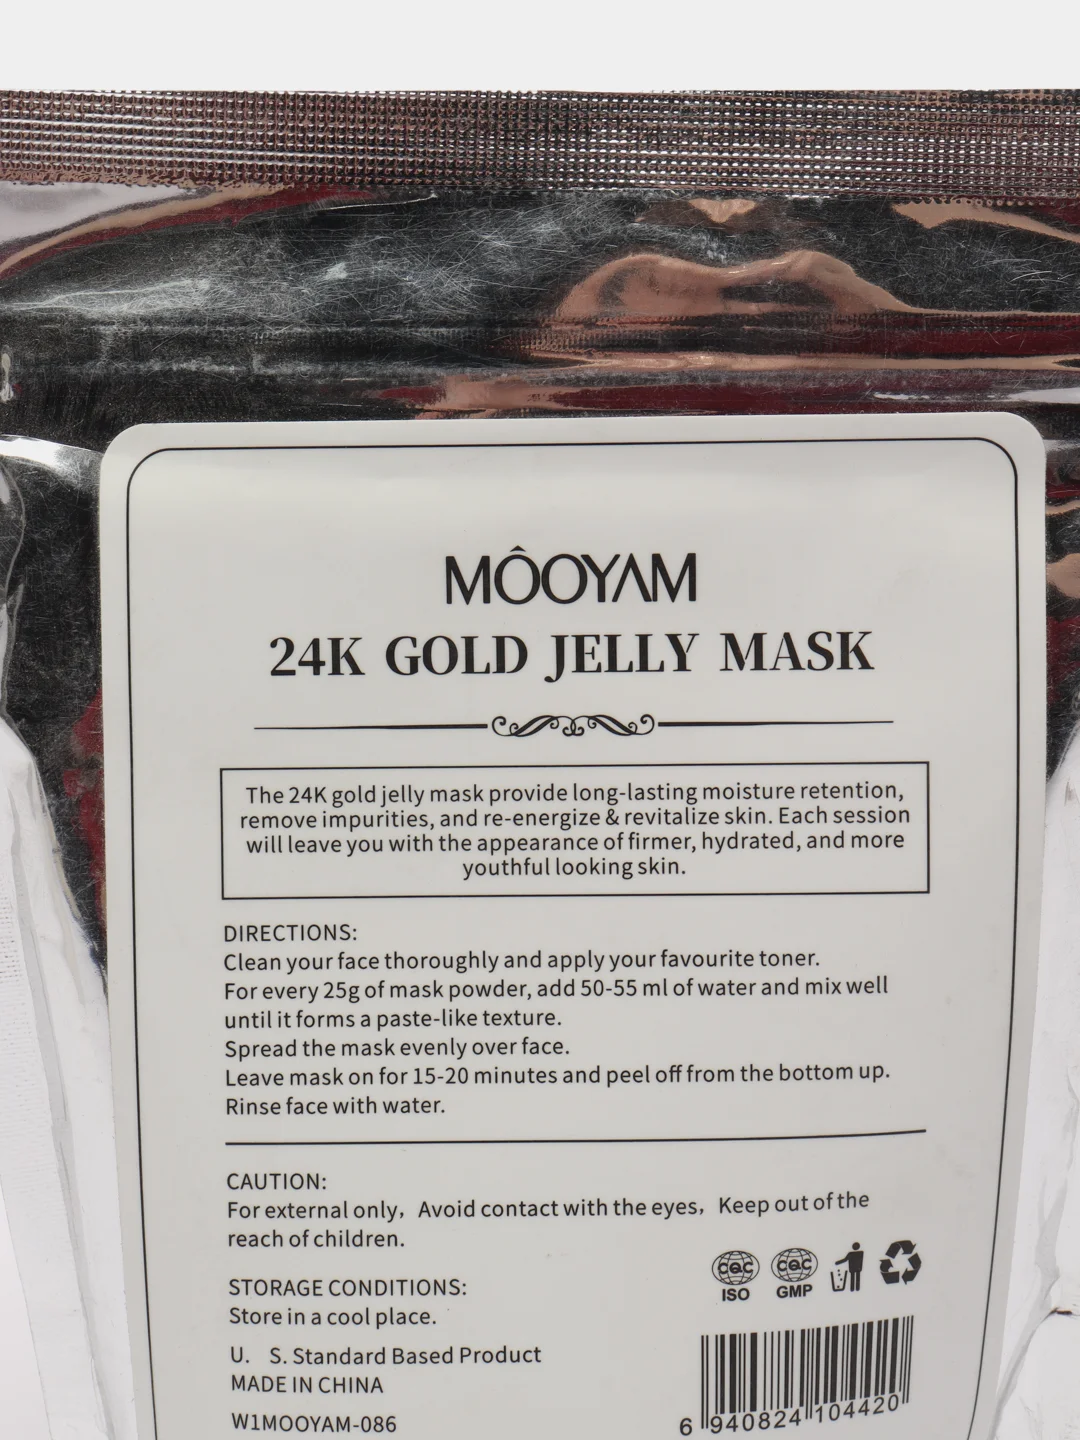 MÔOYAM
24K GOLD JELLY MASK
The 24K gold jelly mask provide long-lasting moisture retention,
remove impurities, and re-energize & revitalize skin. Each session
will leave you with the appearance of firmer, hydrated, and more
youthful looking skin.
DIRECTIONS:
Clean your face thoroughly and apply your favourite toner.
For every 25g of mask powder, add 50-55 ml of water and mix well
until it forms a paste-like texture.
Spread the mask evenly over face.
Leave mask on for 15-20 minutes and peel off from the bottom up.
Rinse face with water.
CAUTION:
For external only， Avoid contact with the eyes， Keep out of the
reach of children.
CQC CQC
ISO GMP
STORAGE CONDITIONS:
Store in a cool place.
U. S. Standard Based Product
MADE IN CHINA
W1MOOYAM-086
6 940824 104420